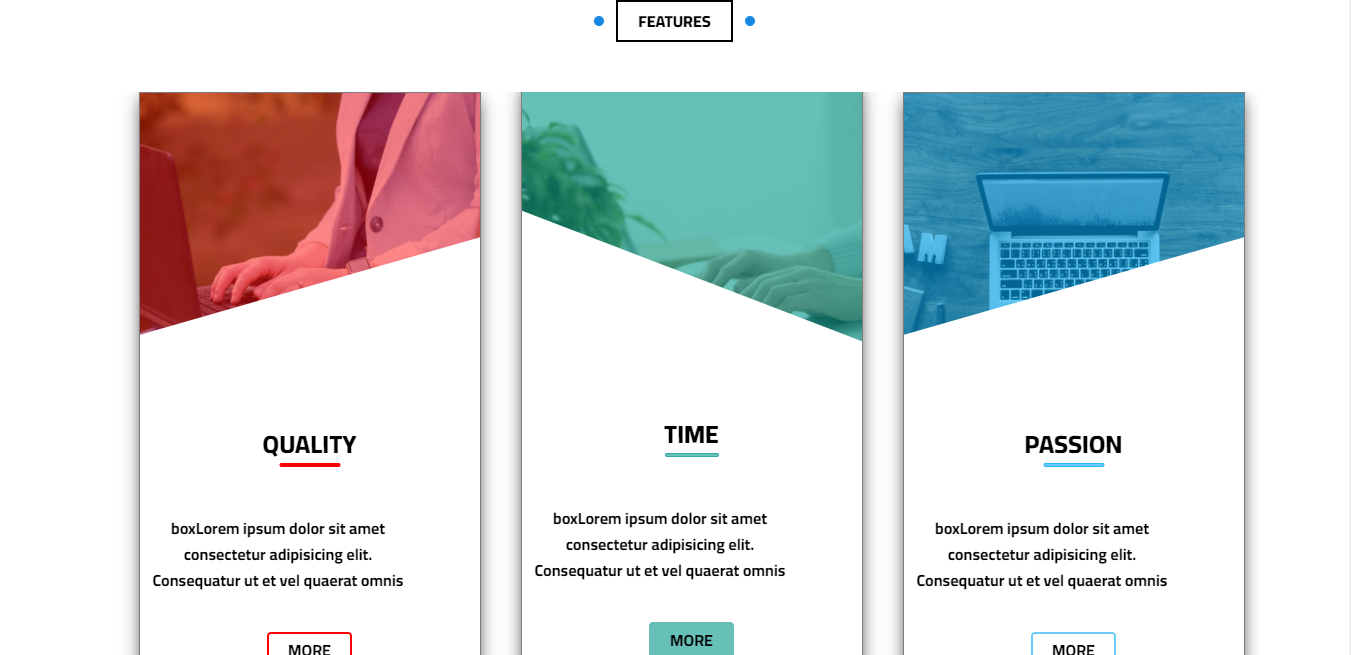 FEATURES
QUALITY
boxLorem ipsum dolor sit amet
consectetur adipisicing elit.
Consequatur ut et vel quaerat omnis
MORE
TIME
boxLorem ipsum dolor sit amet
consectetur adipisicing elit.
Consequatur ut et vel quaerat omnis
MORE
M
PASSION
boxLorem ipsum dolor sit amet
consectetur adipisicing elit.
Consequatur ut et vel quaerat omnis
MORE